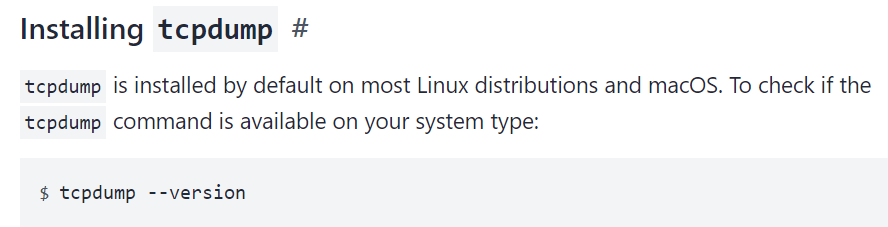 Installing tcpdump #
tcpdump is installed by default on most Linux distributions and macOS. To check if the
tcpdump command is available on your system type:
$ tcpdump --version